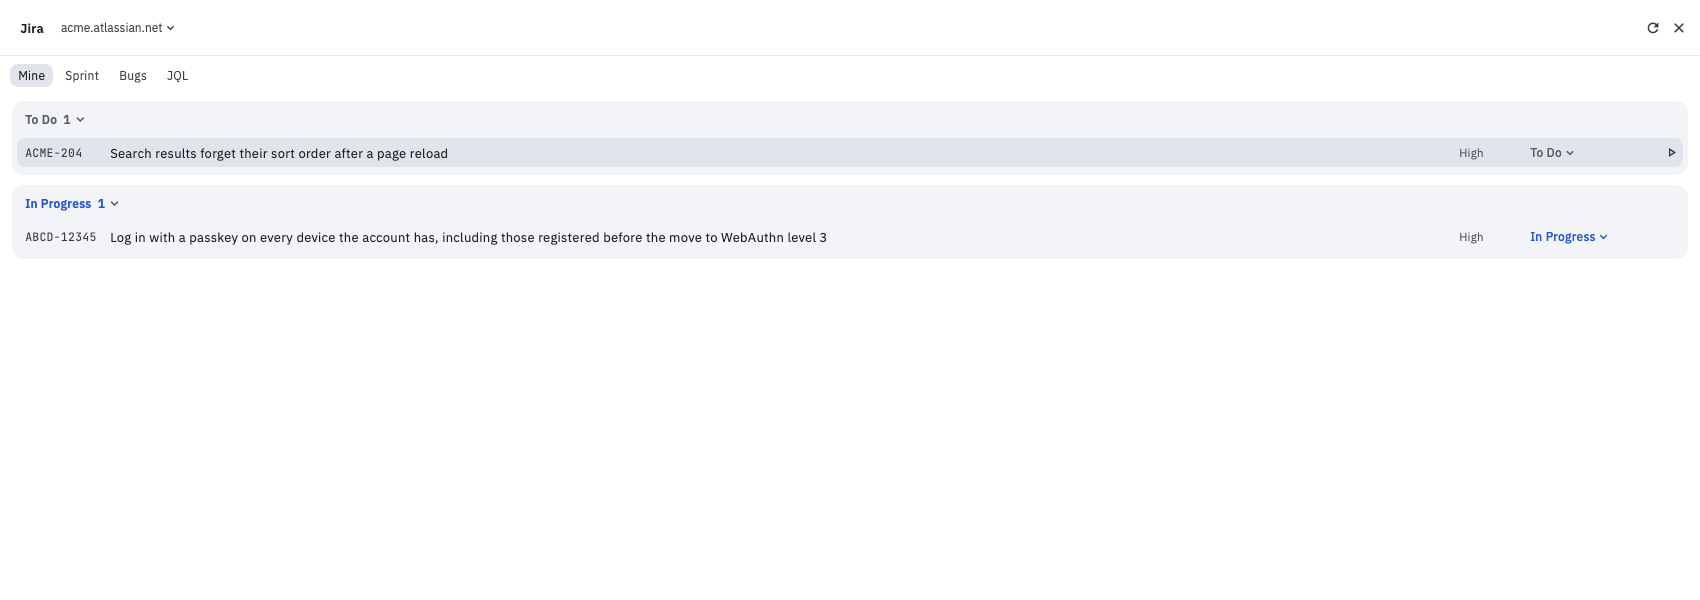 Jira acme.atlassian.net
Mine Sprint Bugs JQL
To Do 1
ACME-204 Search results forget their sort order after a page reload High To Do
In Progress 1
ABCD-12345 Log in with a passkey on every device the account has, including those registered before the move to WebAuthn level 3 High In Progress